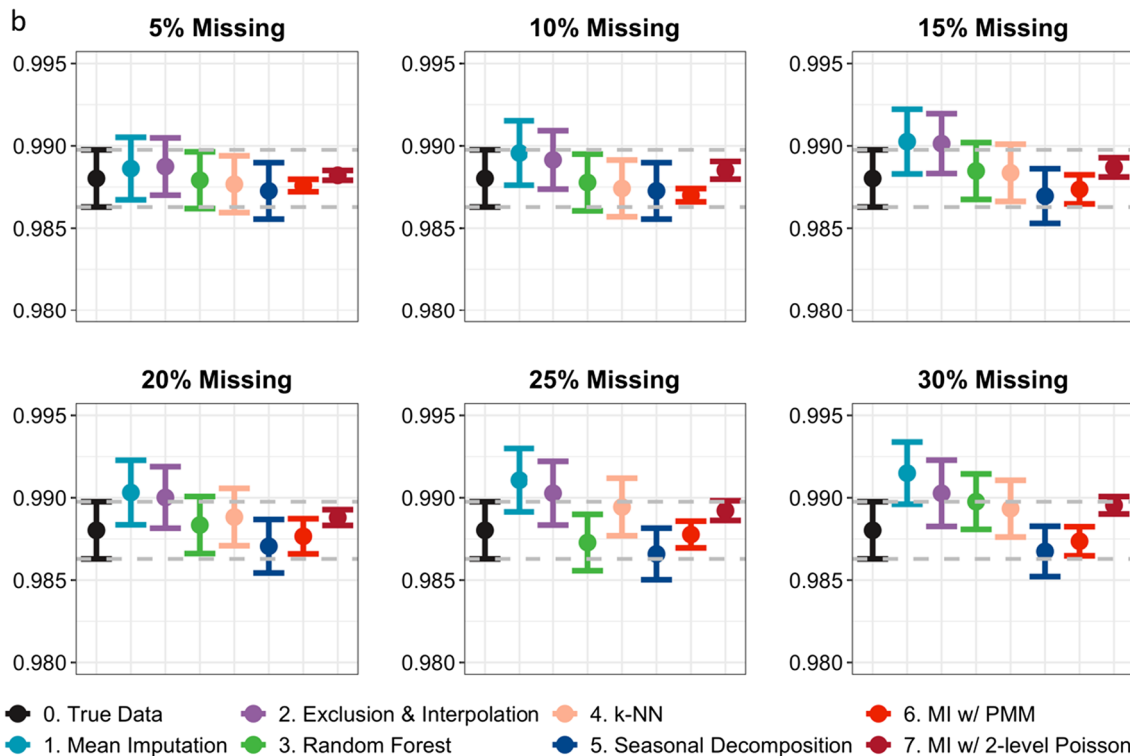 b
5% Missing 10% Missing 15% Missing
0.995 0.995 0.995
0.990 0.990 0.990
0.985 0.985 0.985
0.980 0.980 0.980
20% Missing 25% Missing 30% Missing
0.995 0.995 0.995
0.990 0.990 0.990
0.985 0.985 0.985
0.980 0.980 0.980
0. True Data 2. Exclusion & Interpolation 4. k-NN 6. MI w/ PMM
1. Mean Imputation 3. Random Forest 5. Seasonal Decomposition 7. MI w/ 2-level Poisson